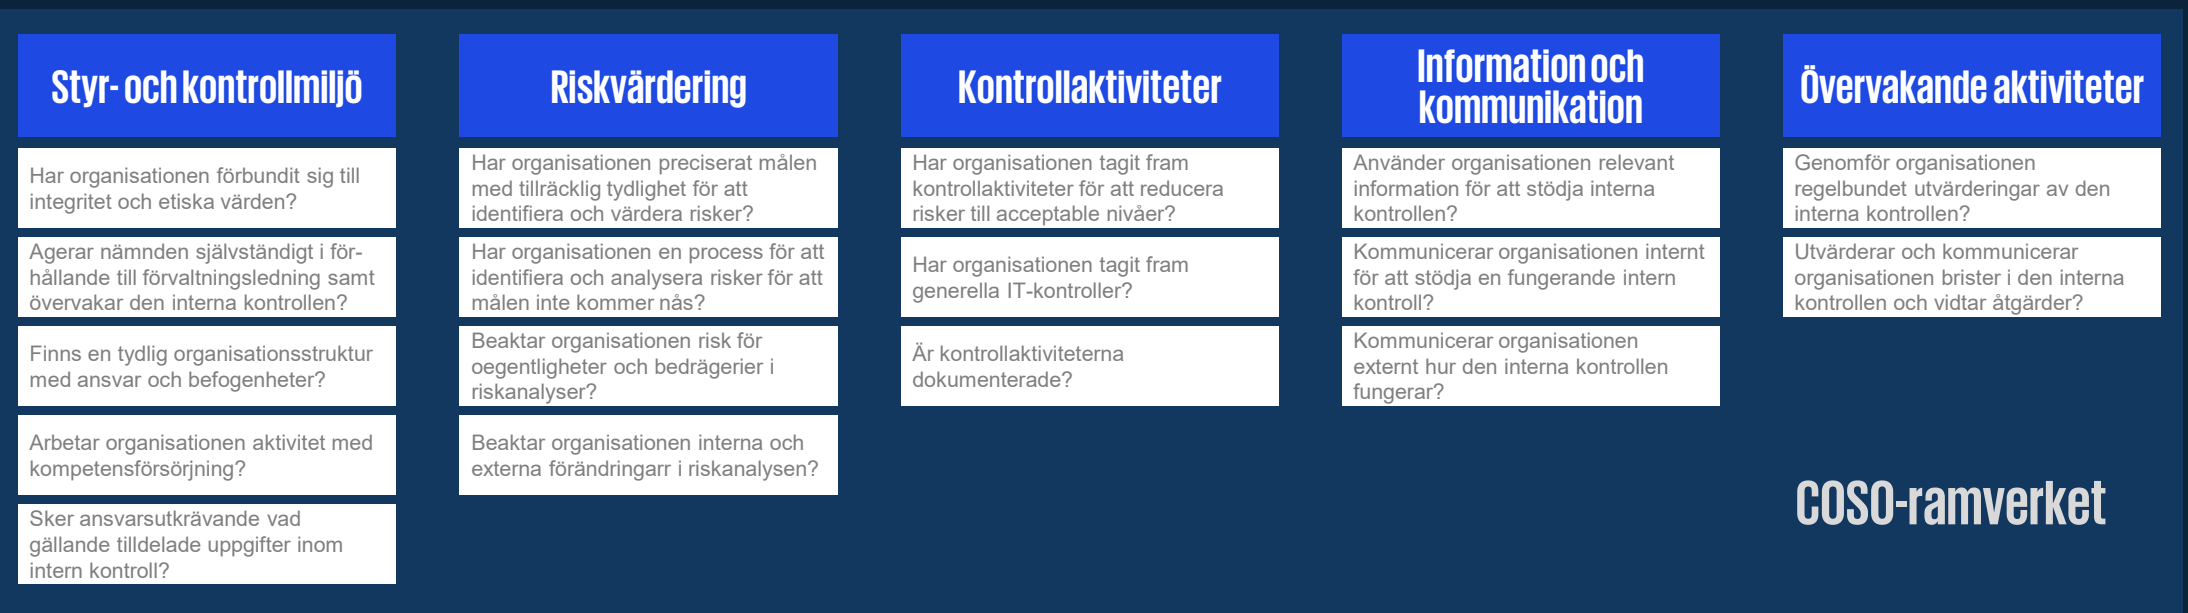 Styr- och kontrollmiljö
Har organisationen förbundit sig till
integritet och etiska värden?
Agerar nämnden självständigt i för-
hållande till förvaltningsledning samt
övervakar den interna kontrollen?
Finns en tydlig organisationsstruktur
med ansvar och befogenheter?
Arbetar organisationen aktivitet med
kompetensförsörjning?
Sker ansvarsutkrävande vad
gällande tilldelade uppgifter inom
intern kontroll?
Riskvärdering
Har organisationen preciserat målen
med tillräcklig tydlighet för att
identifiera och värdera risker?
Har organisationen en process för att
identifiera och analysera risker för att
målen inte kommer nås?
Beaktar organisationen risk för
oegentligheter och bedrägerier i
riskanalyser?
Beaktar organisationen interna och
externa förändringarr i riskanalysen?
Kontrollaktiviteter
Har organisationen tagit fram
kontrollaktiviteter för att reducera
risker till acceptable nivåer?
Har organisationen tagit fram
generella IT-kontroller?
Är kontrollaktiviteterna
dokumenterade?
Information och
kommunikation
Använder organisationen relevant
information för att stödja interna
kontrollen?
Kommunicerar organisationen internt
för att stödja en fungerande intern
kontroll?
Kommunicerar organisationen
externt hur den interna kontrollen
fungerar?
Övervakande aktiviteter
Genomför organisationen
regelbundet utvärderingar av den
interna kontrollen?
Utvärderar och kommunicerar
organisationen brister i den interna
kontrollen och vidtar åtgärder?
COSO-ramverket